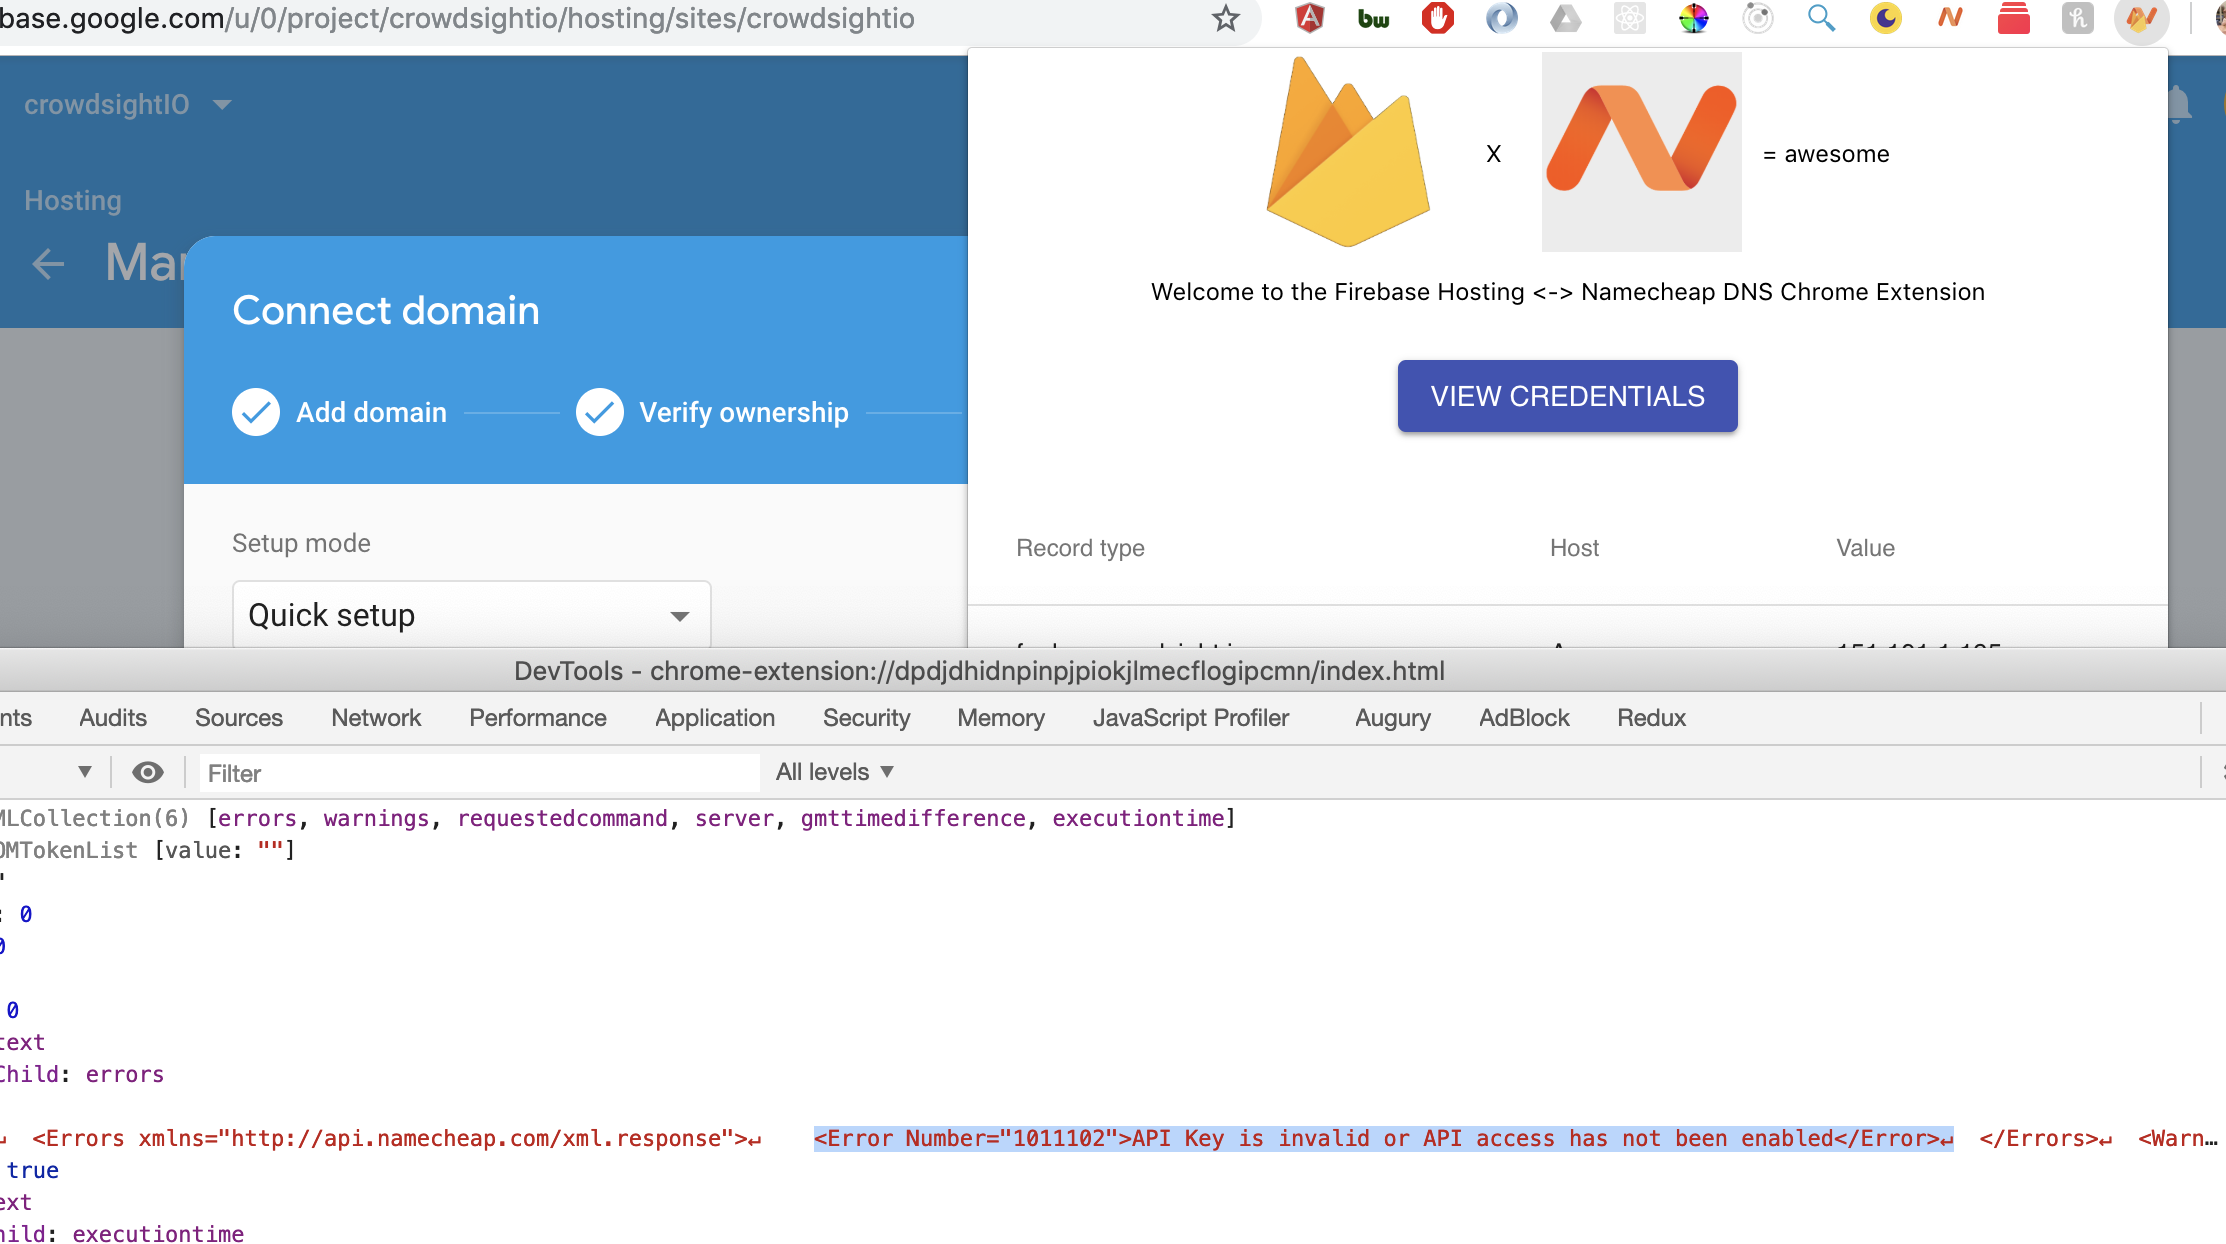 base.google.com/u/0/project/crowdsightio/hosting/sites/crowdsightio
bw
crowdsightIO
X
= awesome
Hosting
Connect domain
Welcome to the Firebase Hosting <-> Namecheap DNS Chrome Extension
VIEW CREDENTIALS
Add domain
Verify ownership
Setup mode
Record type
Host
Value
Quick setup
DevTools - chrome-extension://dpdjdhidnpinpjpiokjlmecflogipcmn/index.html
nts Audits Sources Network Performance Application Security Memory JavaScript Profiler Augury AdBlock Redux
Filter
All levels ▼
MLCollection(6) [errors, warnings, requestedcommand, server, gmttimedifference, executiontime]
OMTokenList [value: ""]
"
: 0
0
0
text
Child: errors
↵  <Errors xmlns="http://api.namecheap.com/xml.response">↵    <Error Number="1011102">API Key is invalid or API access has not been enabled</Error>↵  </Errors>↵  <Warn…
true
ext
hild: executiontime